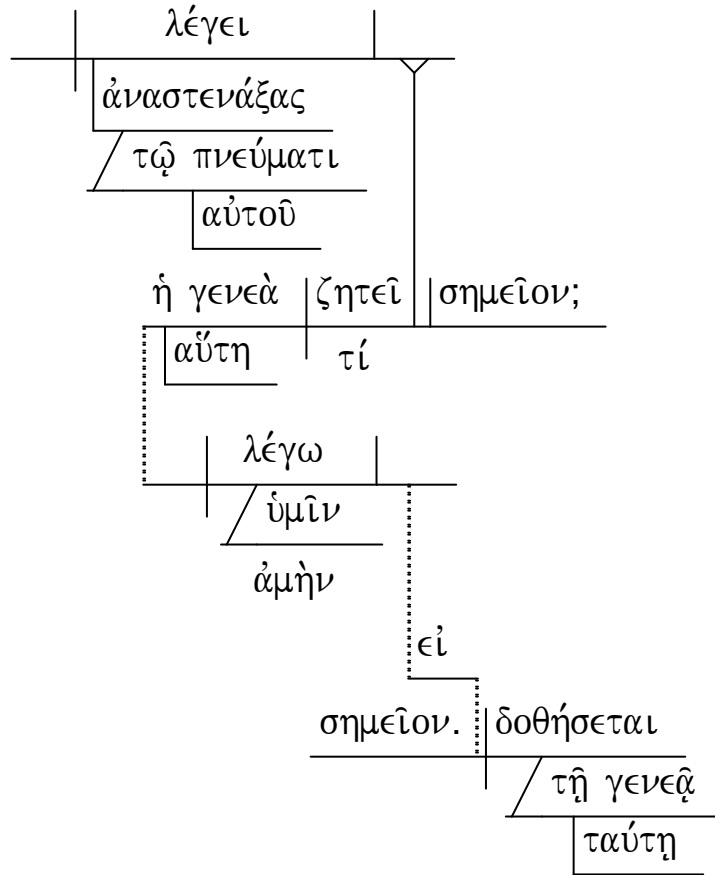 λέγει
ἀναστενάξας
τῷ πνεύματι
αὐτοῦ
ἡ γενεὰ ζητεῖ σημεῖον;
αὕτη τί
λέγω
ὑμῖν
ἀμὴν
εἰ
σημεῖον. δοθήσεται
τῇ γενεᾷ
ταύτῃ